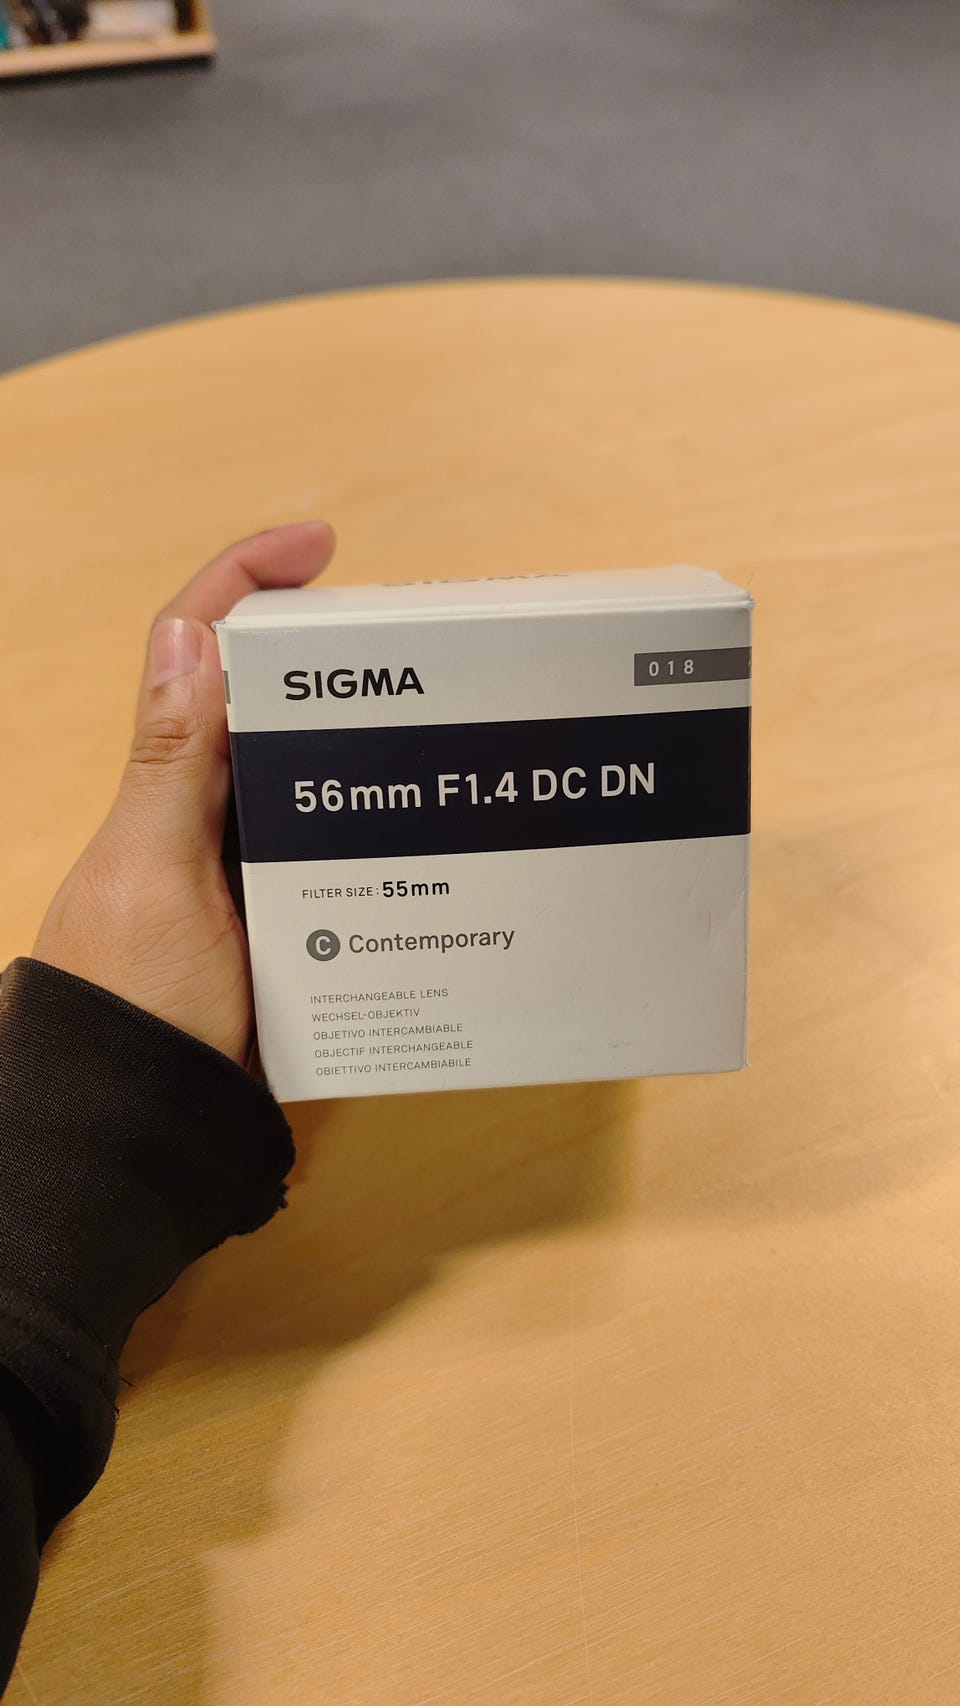 SIGMA
SIGMA
018
56mm F1.4 DC DN
FILTER SIZE: 55mm
C Contemporary
INTERCHANGEABLE LENS
WECHSEL-OBJEKTIV
OBJETIVO INTERCAMBIABLE
OBJECTIF INTERCHANGEABLE
OBIETTIVO INTERCAMBIABILE